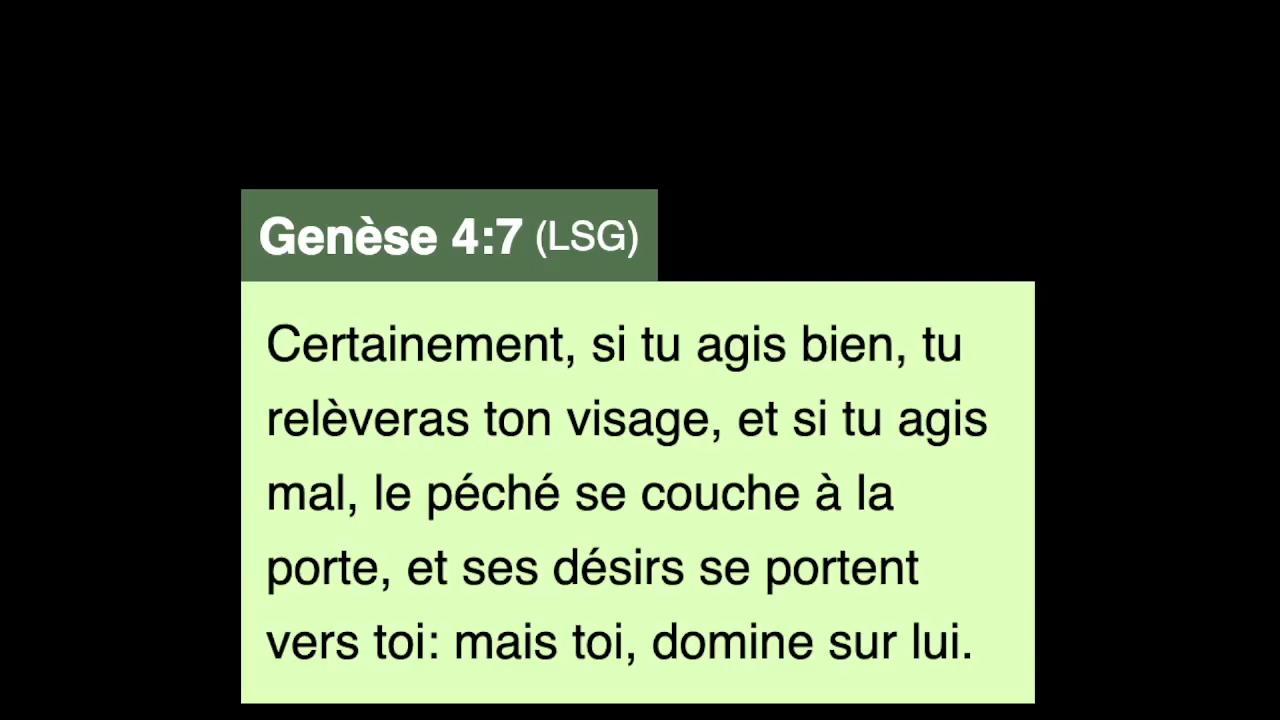 Genèse 4:7 (LSG)
Certainement, si tu agis bien, tu
relèveras ton visage, et si tu agis
mal, le péché se couche à la
porte, et ses désirs se portent
vers toi: mais toi, domine sur lui.